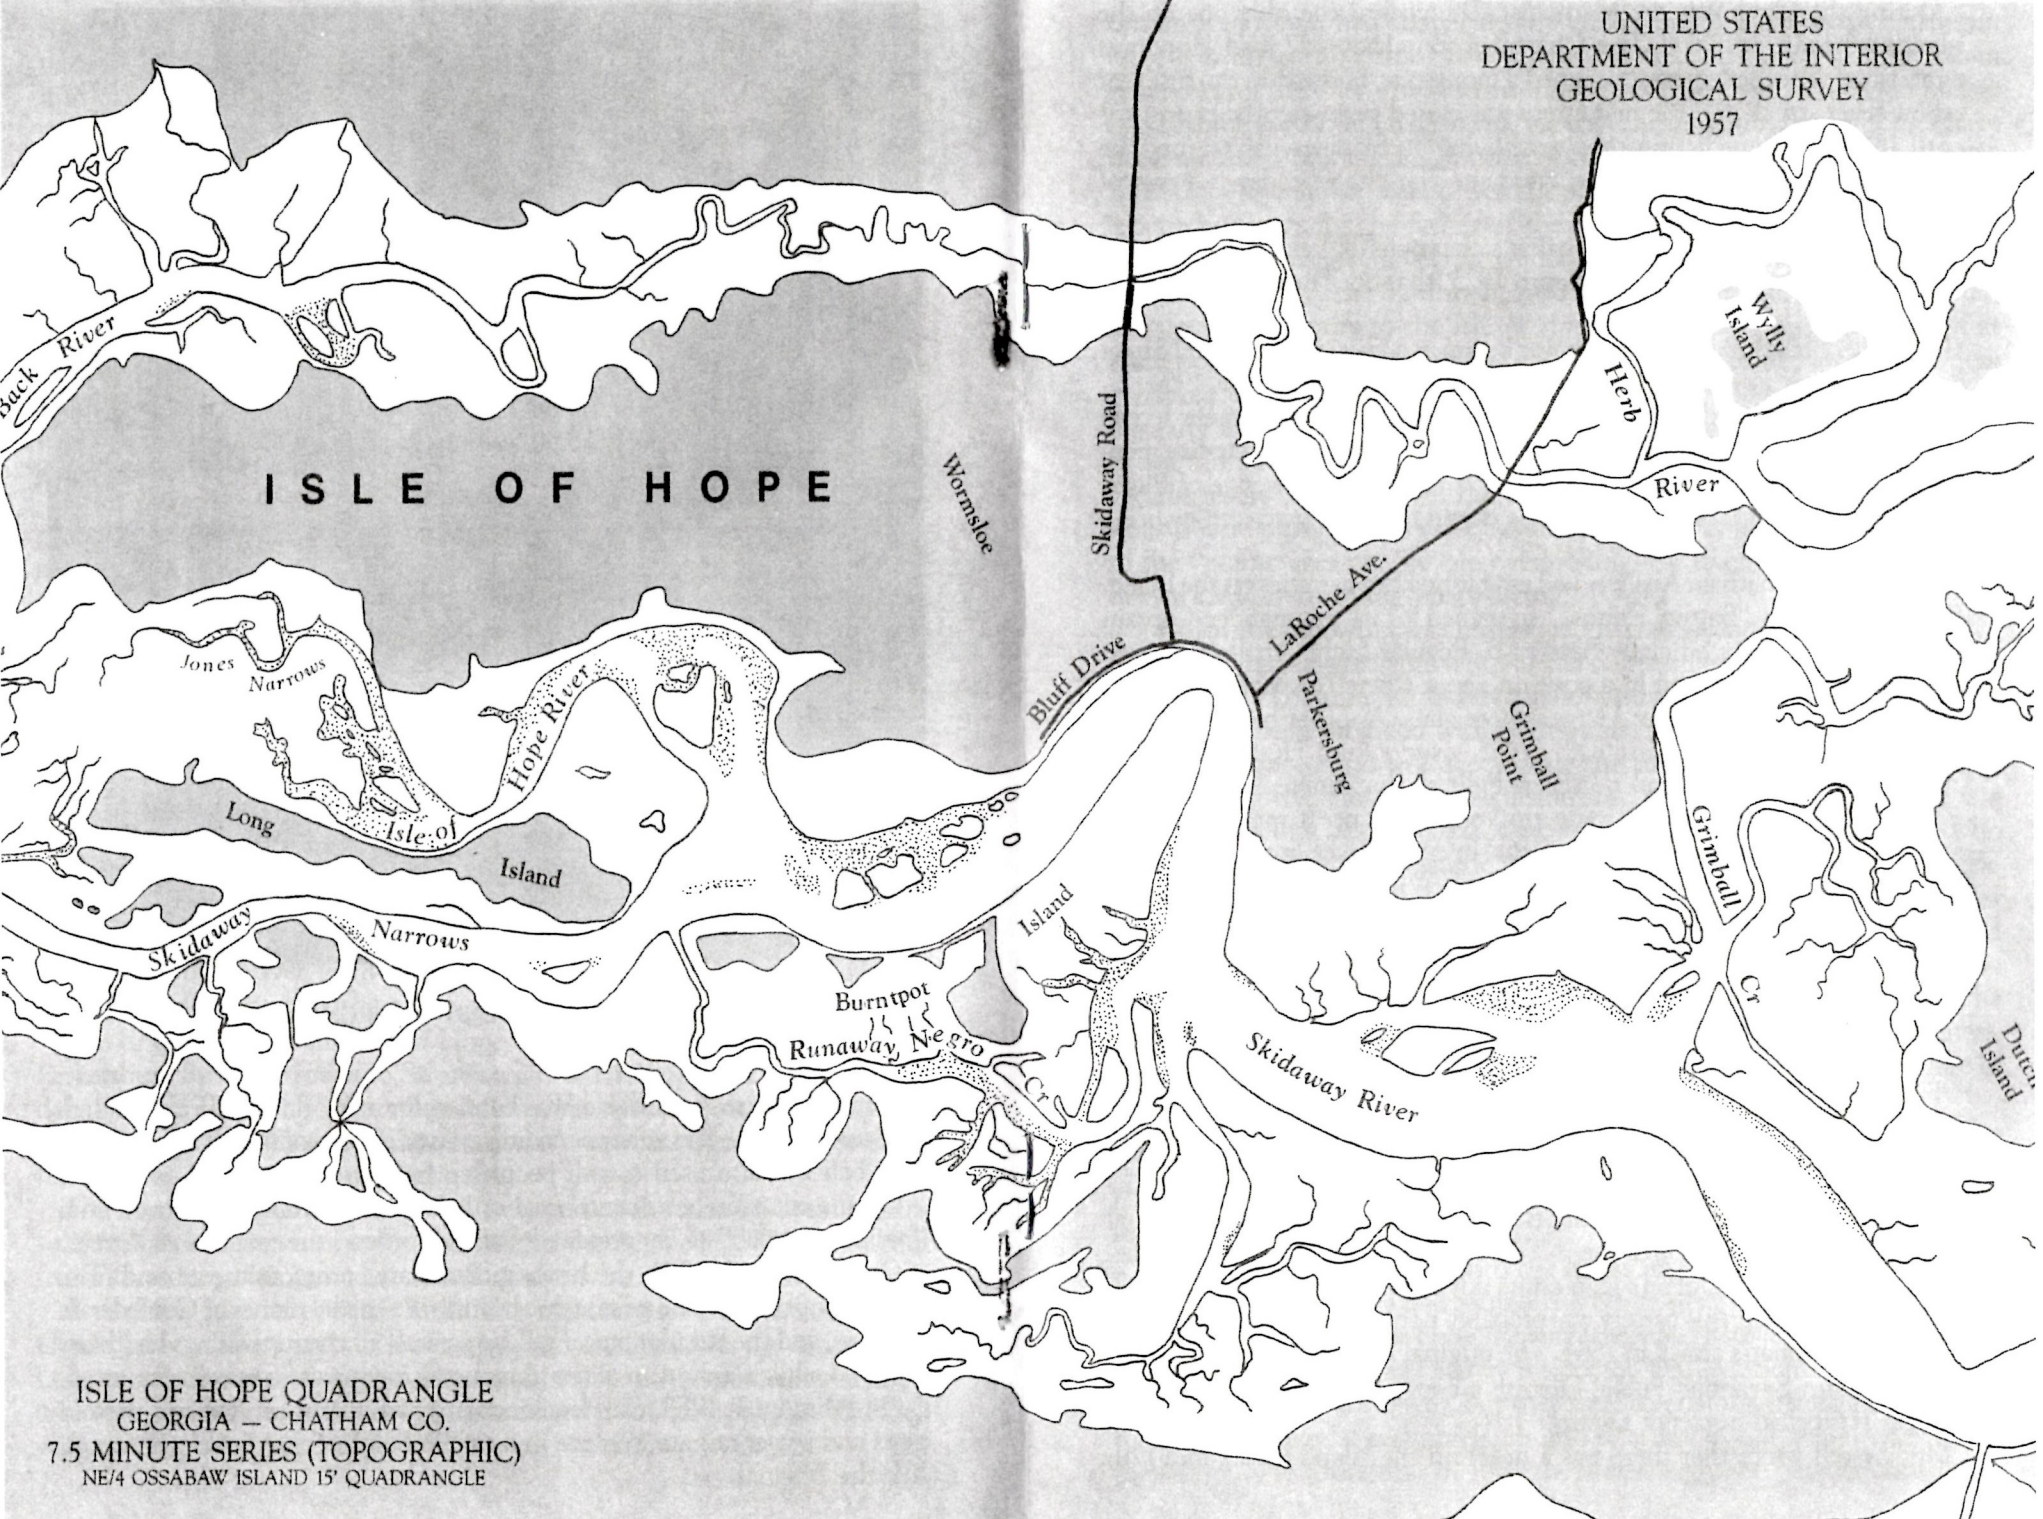 UNITED STATES
DEPARTMENT OF THE INTERIOR
GEOLOGICAL SURVEY
1957
Back River
ISLE OF HOPE
Wormsloe
Skidaway Road
LaRoche Ave.
Bluff Drive
Parkersburg
Grimball
Point
Herb
River
Wylly
Island
Jones
Narrows
Isle of
Hope River
Long
Island
Skidaway
Narrows
Burntpot
Island
Runaway Negro
Cr
Skidaway River
Grimball
Cr
Island
ISLE OF HOPE QUADRANGLE
GEORGIA – CHATHAM CO.
7.5 MINUTE SERIES (TOPOGRAPHIC)
NE/4 OSSABAW ISLAND 15' QUADRANGLE